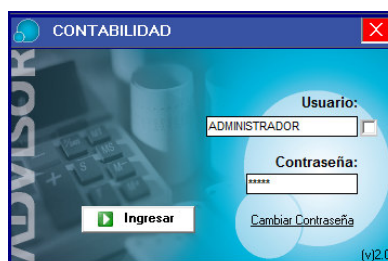 CONTABILIDAD
ADVISOR
Usuario:
ADMINISTRADOR
Contraseña:
*****
Ingresar
Cambiar Contraseña
(v)2.0